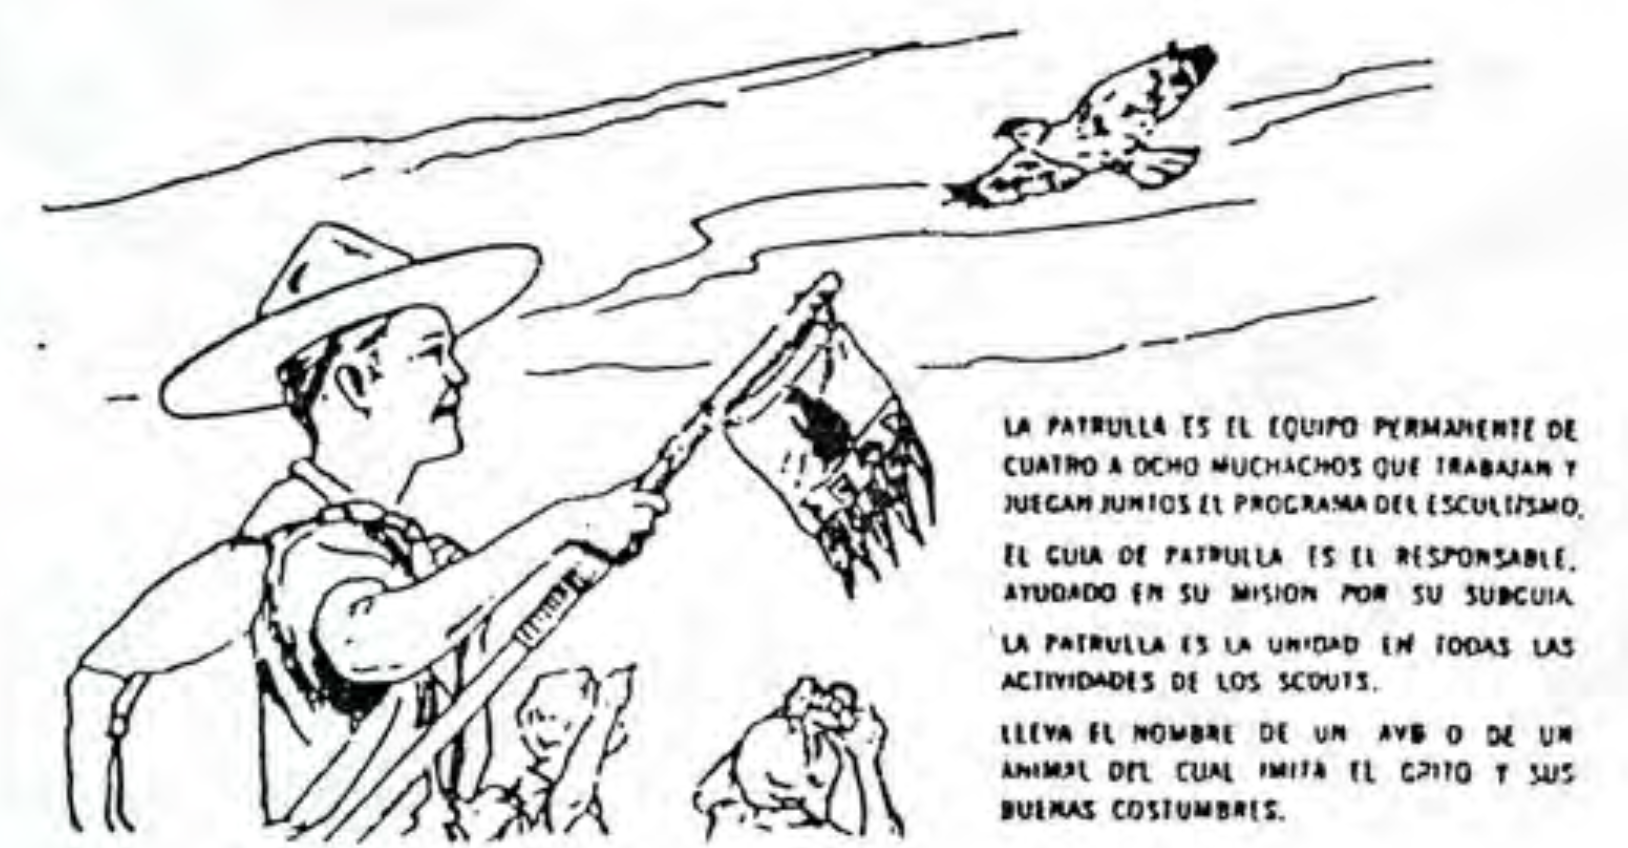 LA PATRULLA ES EL EQUIPO PERMANENTE DE
CUATRO A OCHO MUCHACHOS QUE TRABAJAN Y
JUEGAN JUNTOS EL PROGRAMA DEL ESCULTISMO.
EL GUIA DE PATRULLA ES EL RESPONSABLE,
AYUDADO EN SU MISION POR SU SUBGUIA
LA PATRULLA ES LA UNIDAD EN TODAS LAS
ACTIVIDADES DE LOS SCOUTS.
LLEVA EL NOMBRE DE UN AVE O DE UN
ANIMAL DEL CUAL IMITA EL GRITO Y SUS
BUENAS COSTUMBRES.